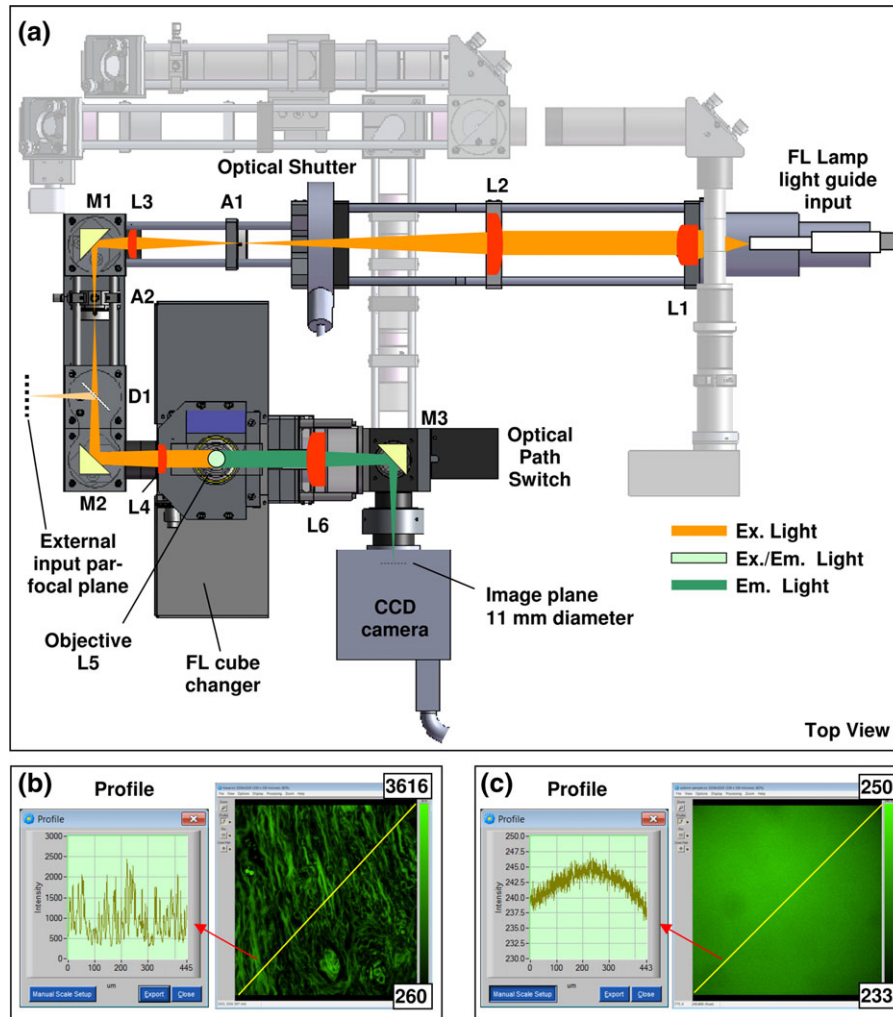 (a)
Optical Shutter
FL Lamp
light guide
input
M1
L3
A1
L2
L1
A2
D1
M3
Optical
Path
Switch
M2
L4
L6
External
input par-
focal plane
Objective
L5
FL cube
changer
CCD
camera
Image plane
11 mm diameter
Ex. Light
Ex./Em. Light
Em. Light
Top View
(b)
Profile
3616
Profile
3000
2500
2000
1500
1000
500
0
Intensity
0 100 200 300 445
um
Manual Scale Setup
Export
Close
260
(c)
Profile
250
Profile
250.0
247.5
245.0
242.5
240.0
237.5
235.0
232.5
230.0
Intensity
0 100 200 300 443
um
Manual Scale Setup
Export
Close
233